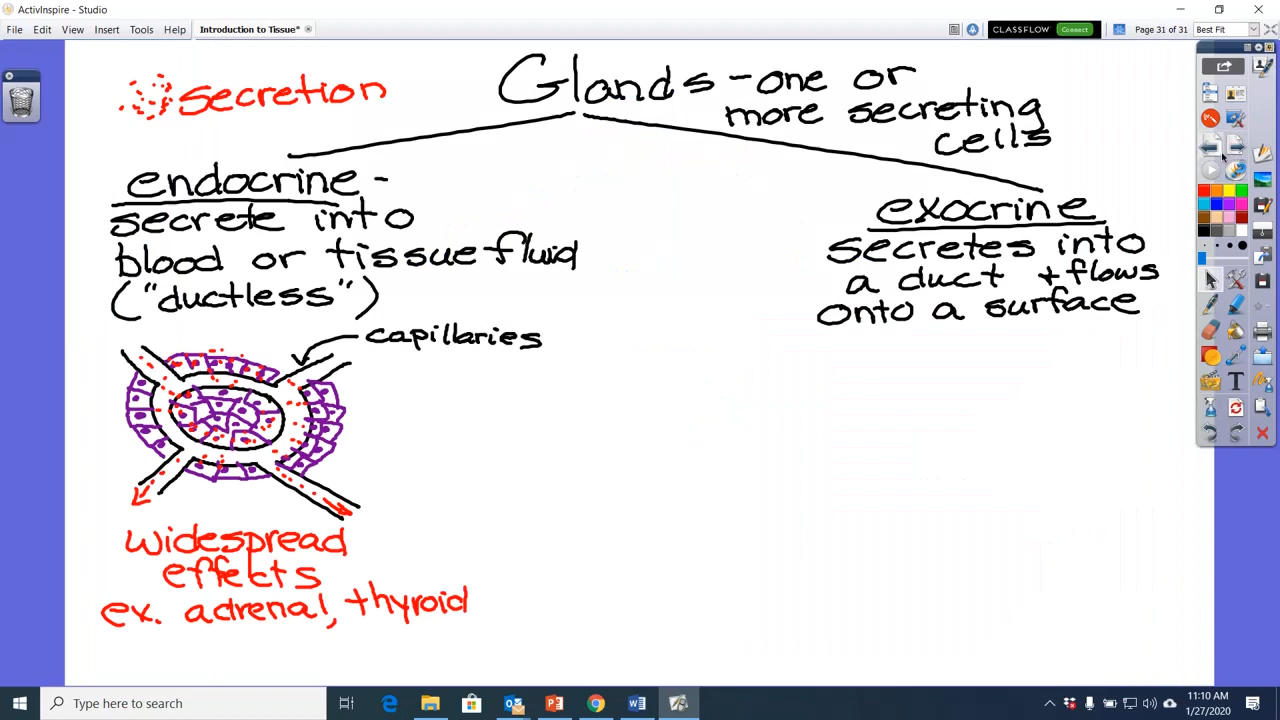 ActivInspire - Studio
File Edit View Insert Tools Help
Introduction to Tissue*
CLASSFLOW Connect
Page 31 of 31
Best Fit
secretion
Glands - one or
more secreting
cells
endocrine -
secrete into
blood or tissue fluid
("ductless")
capillaries
widespread
effects
ex. adrenal, thyroid
exocrine
secretes into
a duct + flows
onto a surface
Type here to search
11:10 AM
1/27/2020